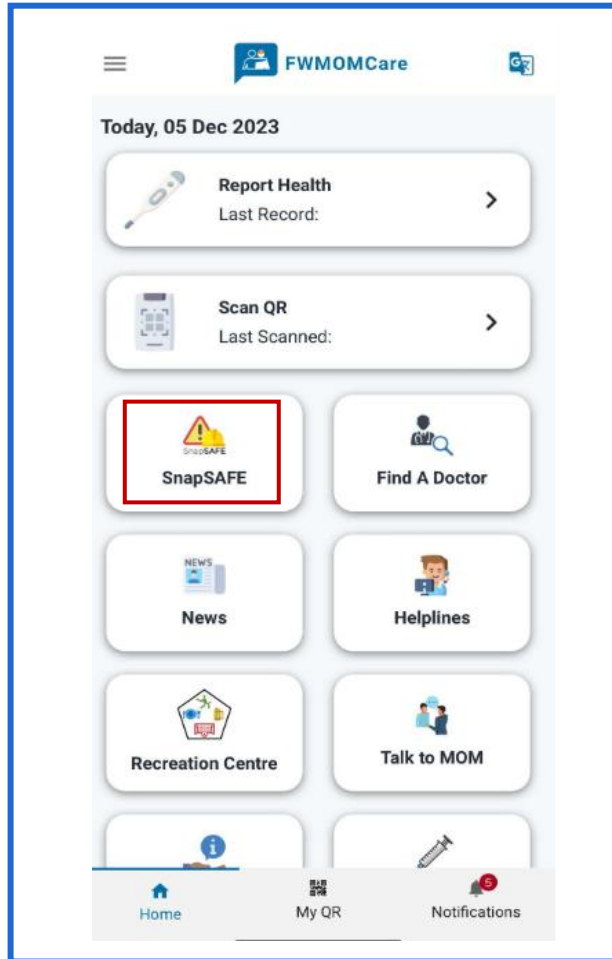 FWMOMCare
Today, 05 Dec 2023
Report Health
Last Record:
Scan QR
Last Scanned:
SnapSAFE
SnapSAFE
Find A Doctor
NEWS
News
Helplines
Recreation Centre
Talk to MOM
Home
My QR
5
Notifications